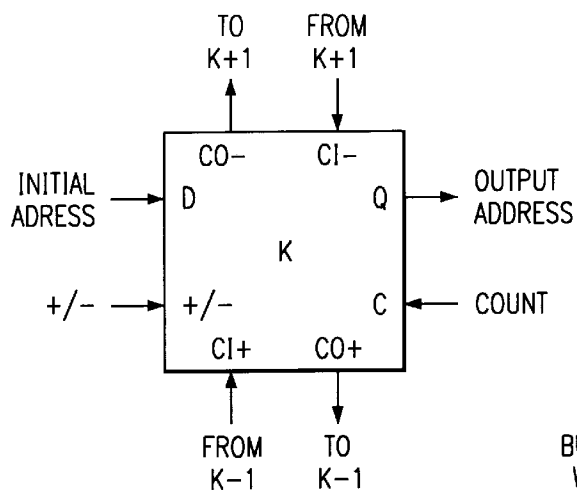 TO
K+1
FROM
K+1
CO-
CI-
INITIAL
ADRESS
D
Q
OUTPUT
ADDRESS
K
+/-
+/-
C
COUNT
CI+
CO+
FROM
K-1
TO
K-1